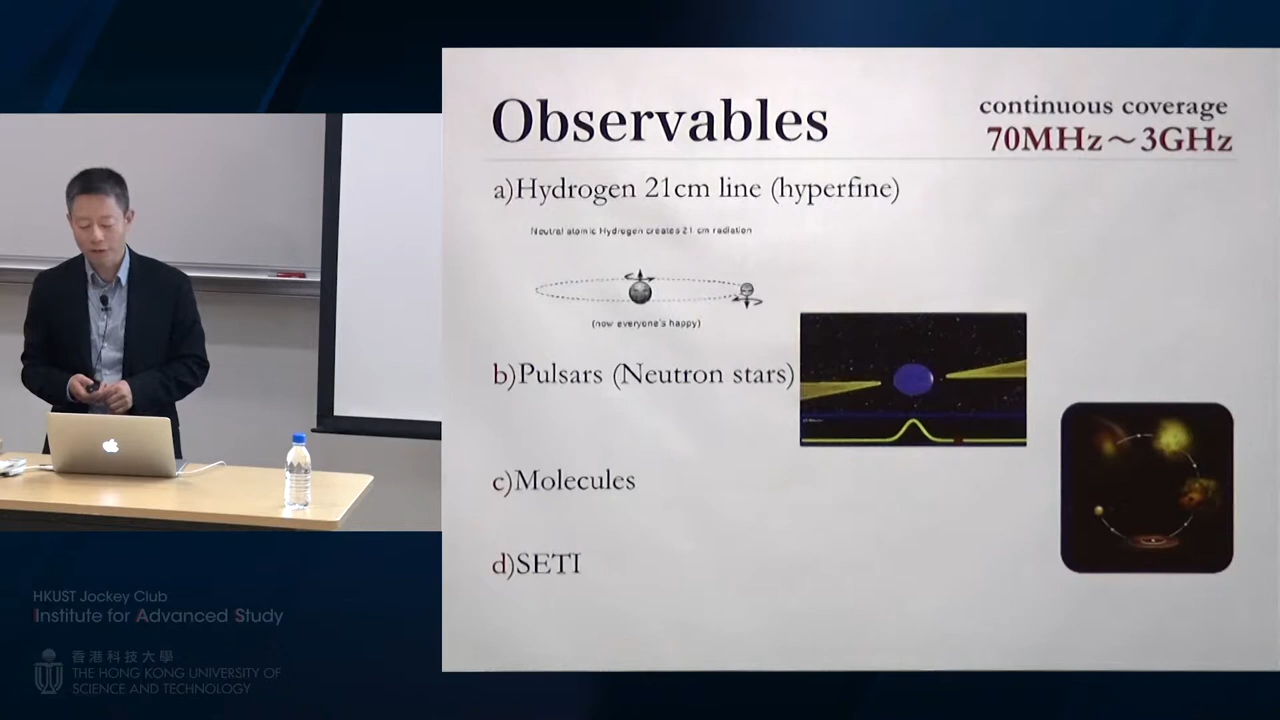 Observables
continuous coverage
70MHz~3GHz
a)Hydrogen 21cm line (hyperfine)
Neutral atomic Hydrogen creates 21 cm radiation
(now everyone's happy)
b)Pulsars (Neutron stars)
c)Molecules
d)SETI
HKUST Jockey Club
Institute for Advanced Study
香港科技大學
THE HONG KONG UNIVERSITY OF
SCIENCE AND TECHNOLOGY